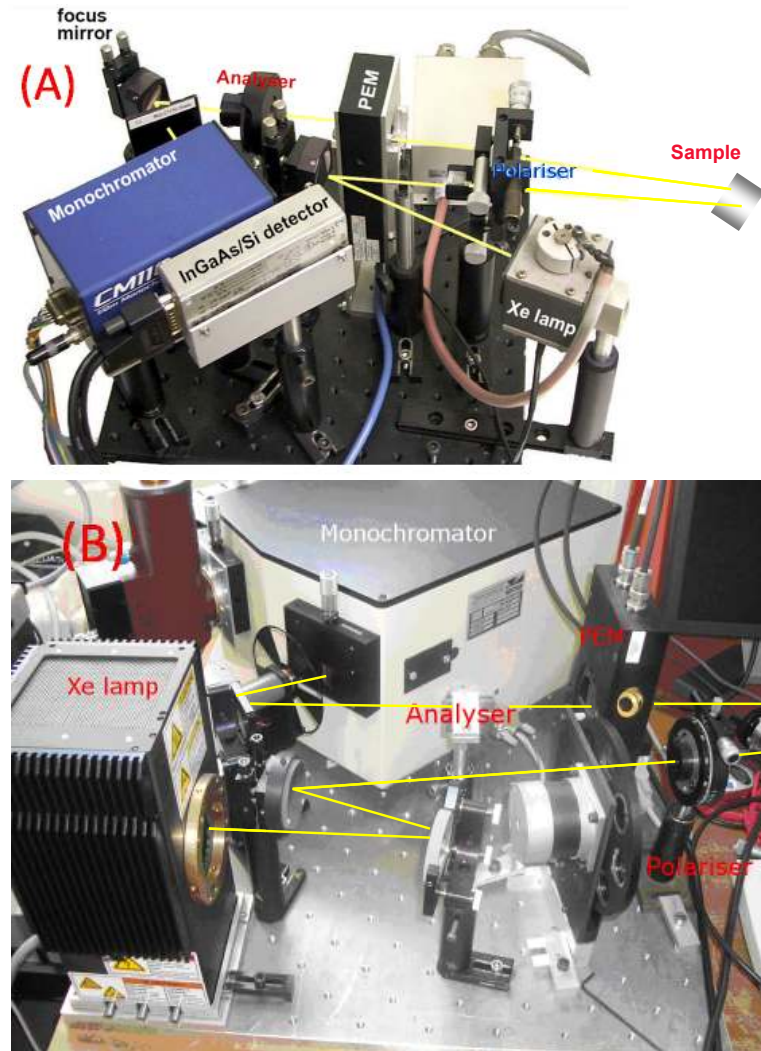 focus
mirror
(A)
Analyser
PEM
Sample
Polariser
Monochromator
InGaAs/Si detector
CM11
Xe lamp
(B)
Monochromator
PEM
Xe lamp
Analyser
Polariser